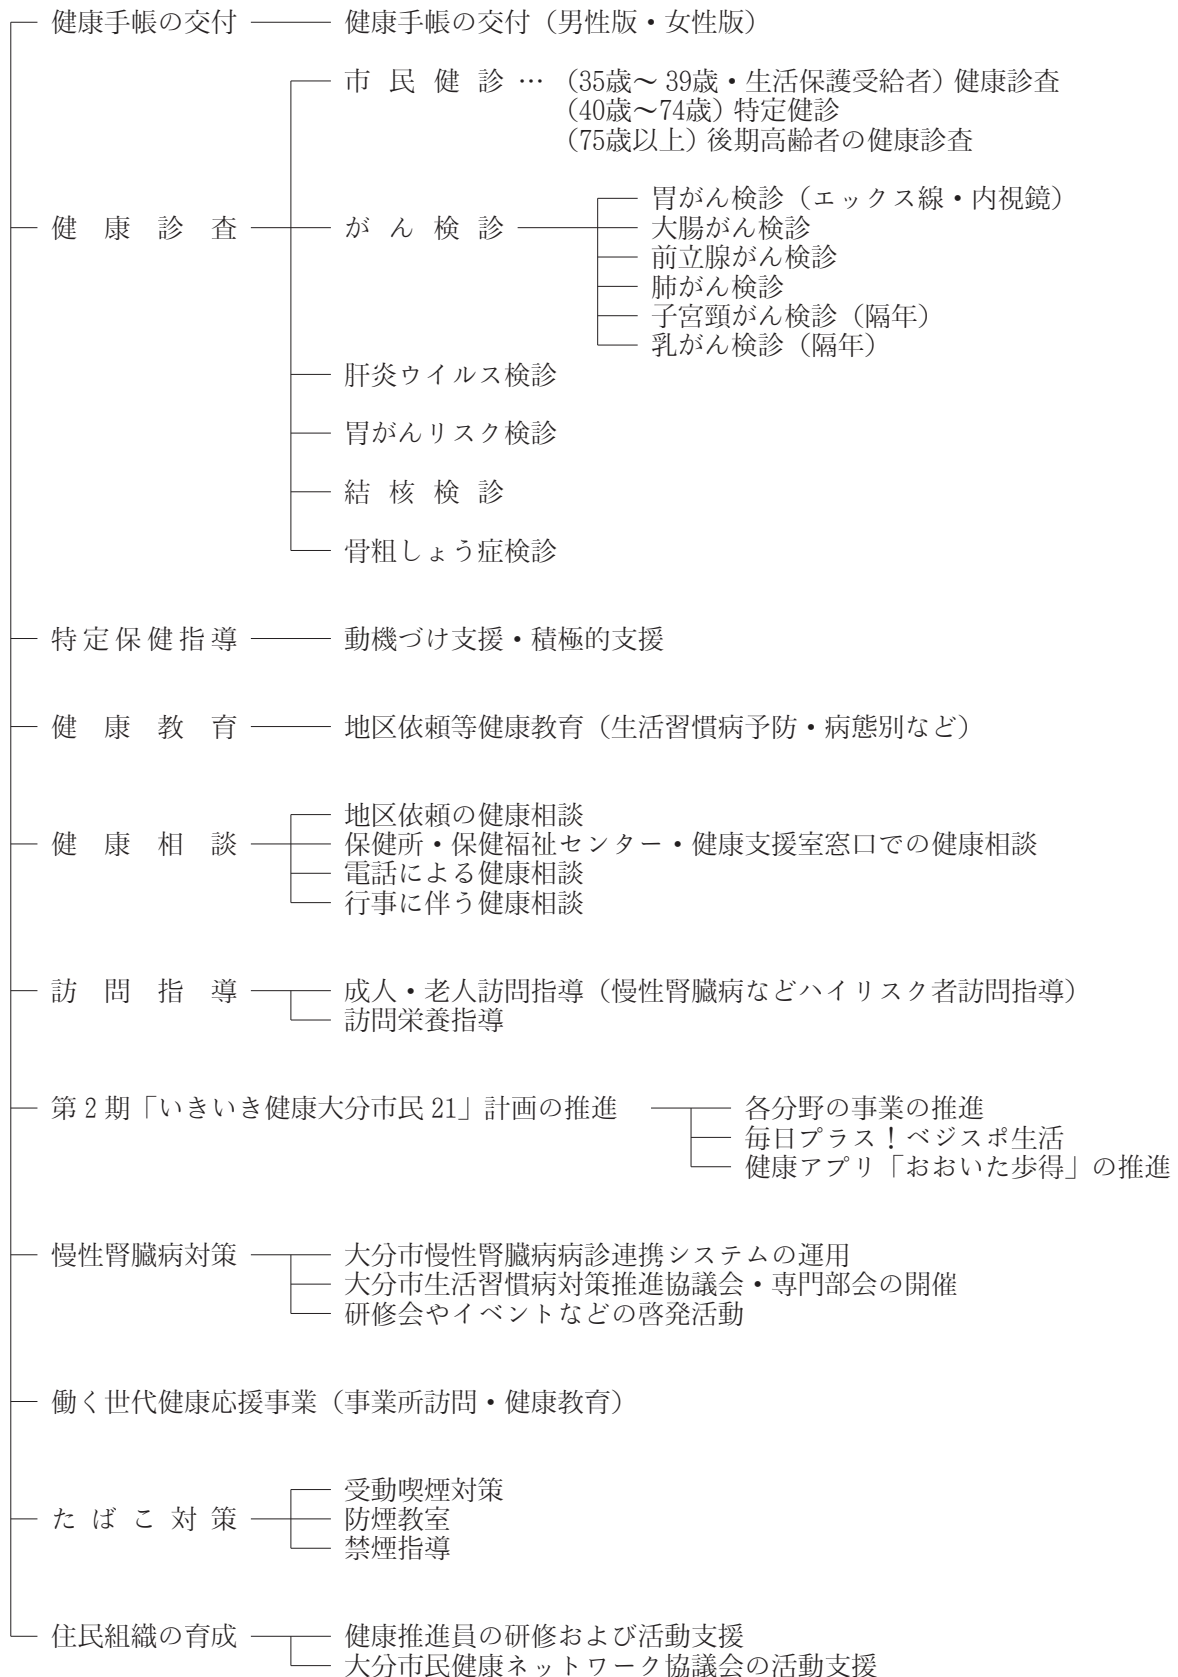 健康手帳の交付 健康手帳の交付（男性版・女性版）
市民健診…（35歳～39歳・生活保護受給者）健康診査
（40歳～74歳）特定健診
（75歳以上）後期高齢者の健康診査
胃がん検診（エックス線・内視鏡）
健康診査 がん検診 大腸がん検診
前立腺がん検診
肺がん検診
子宮頸がん検診（隔年）
乳がん検診（隔年）
肝炎ウイルス検診
胃がんリスク検診
結核検診
骨粗しょう症検診
特定保健指導 動機づけ支援・積極的支援
健康教育 地区依頼等健康教育（生活習慣病予防・病態別など）
地区依頼の健康相談
健康相談 保健所・保健福祉センター・健康支援室窓口での健康相談
電話による健康相談
行事に伴う健康相談
訪問指導 成人・老人訪問指導（慢性腎臓病などハイリスク者訪問指導）
訪問栄養指導
第2期「いきいき健康大分市民21」計画の推進 各分野の事業の推進
毎日プラス！ベジスポ生活
健康アプリ「おおいた歩得」の推進
慢性腎臓病対策 大分市慢性腎臓病病診連携システムの運用
大分市生活習慣病対策推進協議会・専門部会の開催
研修会やイベントなどの啓発活動
働く世代健康応援事業（事業所訪問・健康教育）
受動喫煙対策
たばこ対策 防煙教室
禁煙指導
住民組織の育成 健康推進員の研修および活動支援
大分市民健康ネットワーク協議会の活動支援